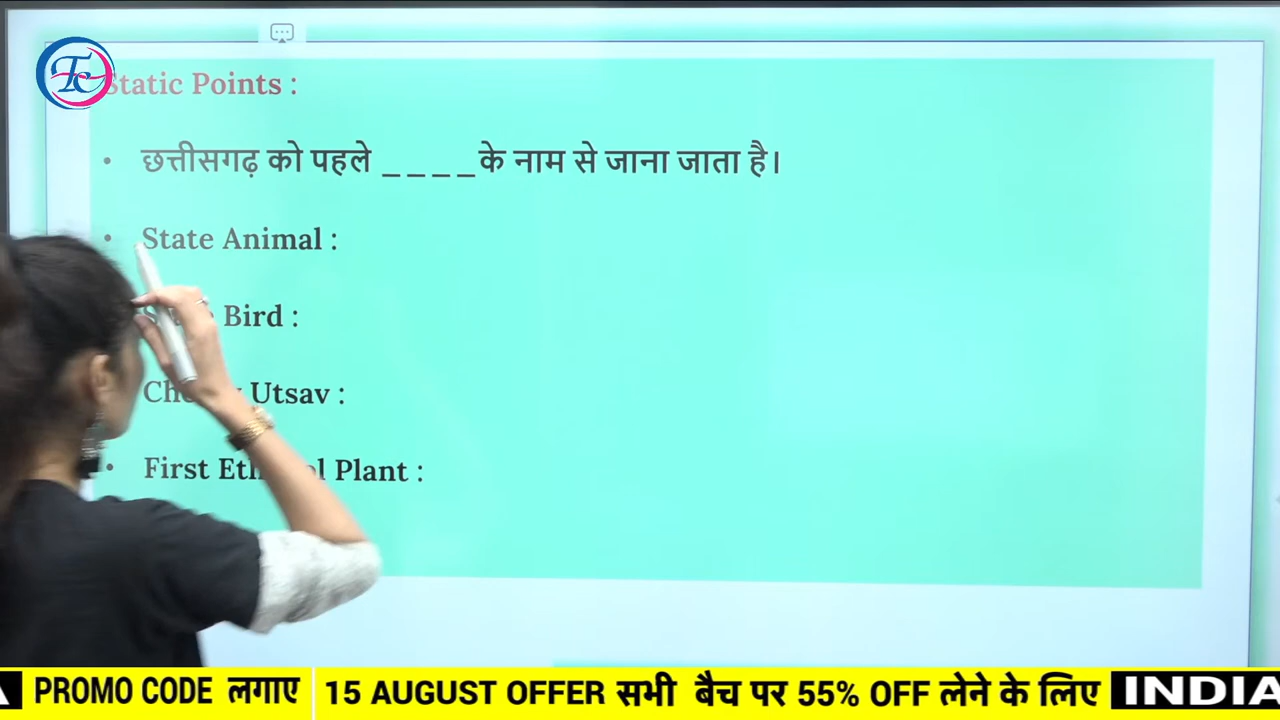 Static Points :
• छत्तीसगढ़ को पहले _ _ _ _ के नाम से जाना जाता है।
• State Animal :
Bird :
Utsav :
• First Plant :
PROMO CODE लगाए
15 AUGUST OFFER सभी बैच पर 55% OFF लेने के लिए
INDIA